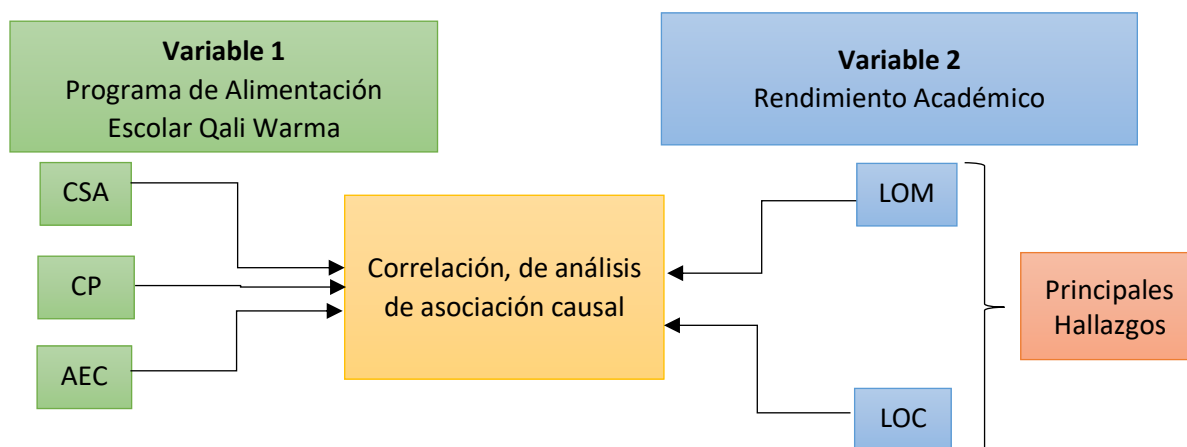 Variable 1
Programa de Alimentación
Escolar Qali Warma
Variable 2
Rendimiento Académico
CSA
CP
AEC
Correlación, de análisis
de asociación causal
LOM
LOC
Principales
Hallazgos